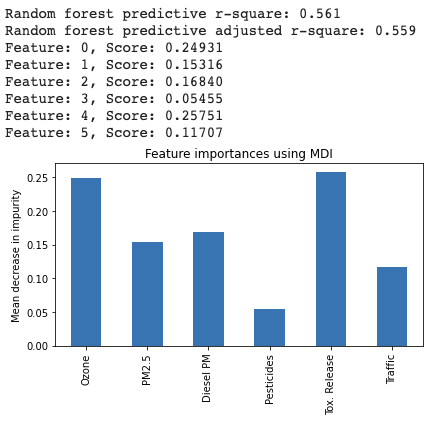 Random forest predictive r-square: 0.561
Random forest predictive adjusted r-square: 0.559
Feature: 0, Score: 0.24931
Feature: 1, Score: 0.15316
Feature: 2, Score: 0.16840
Feature: 3, Score: 0.05455
Feature: 4, Score: 0.25751
Feature: 5, Score: 0.11707
Feature importances using MDI
Mean decrease in impurity
0.25
0.20
0.15
0.10
0.05
0.00
Ozone
PM2.5
Diesel PM
Pesticides
Tox. Release
Traffic